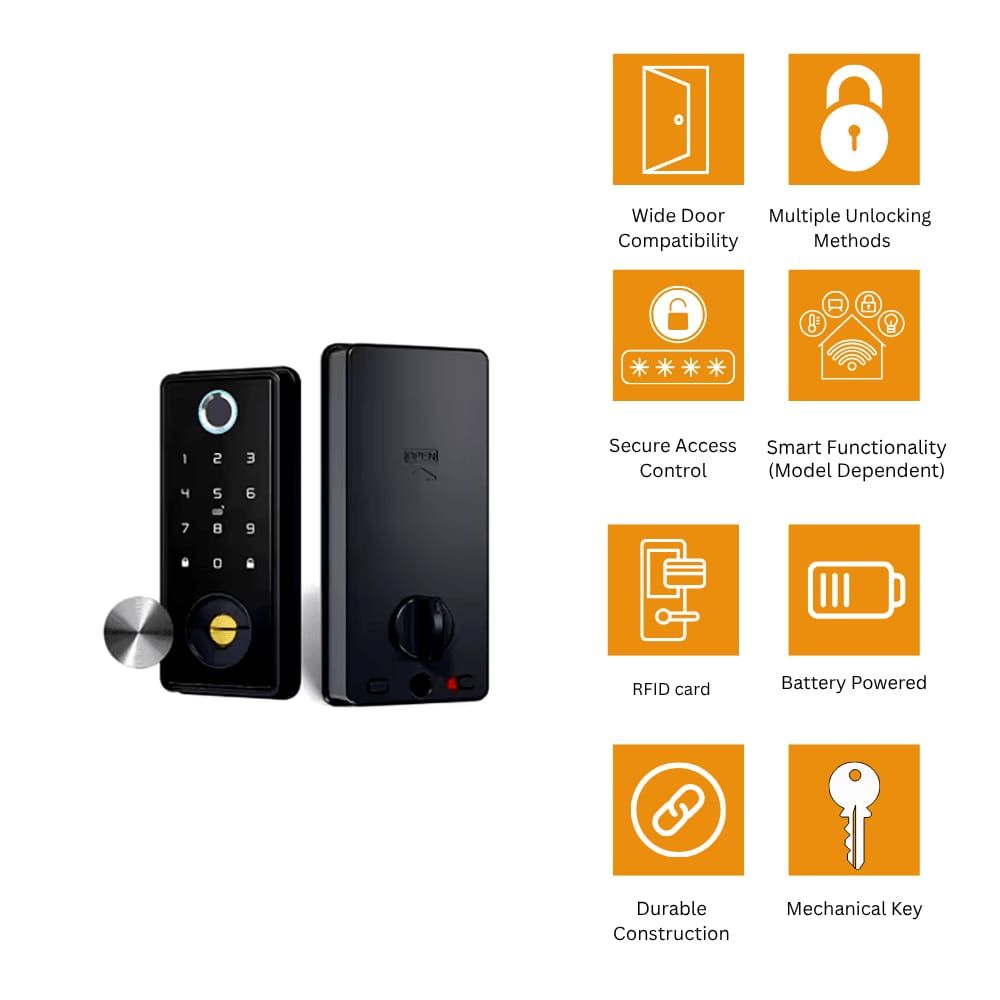 Wide Door
Compatibility
Multiple Unlocking
Methods
Secure Access
Control
Smart Functionality
(Model Dependent)
RFID card
Battery Powered
Durable
Construction
Mechanical Key
1 2 3
4 5 6
7 8 9
0
OPEN